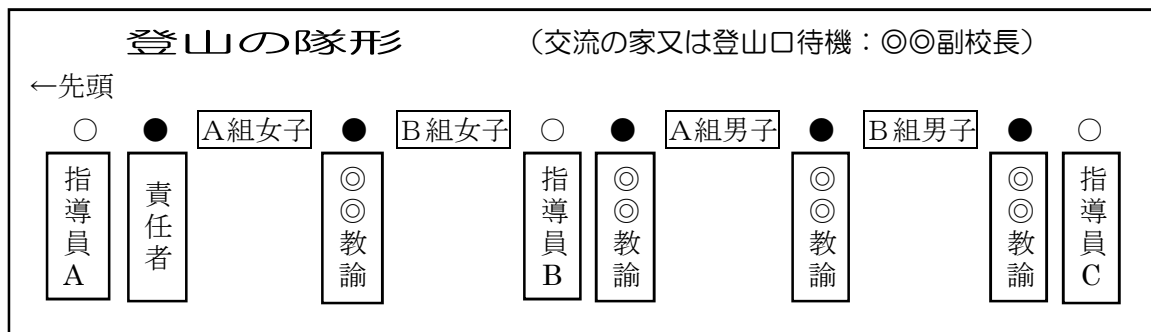 登山の隊形 (交流の家又は登山口待機：◎◎副校長)
←先頭
○ ● A組女子 ● B組女子 ○ ● A組男子 ● B組男子 ● ○
指導員A
責任者
◎◎教諭
指導員B
◎◎教諭
◎◎教諭
◎◎教諭
指導員C